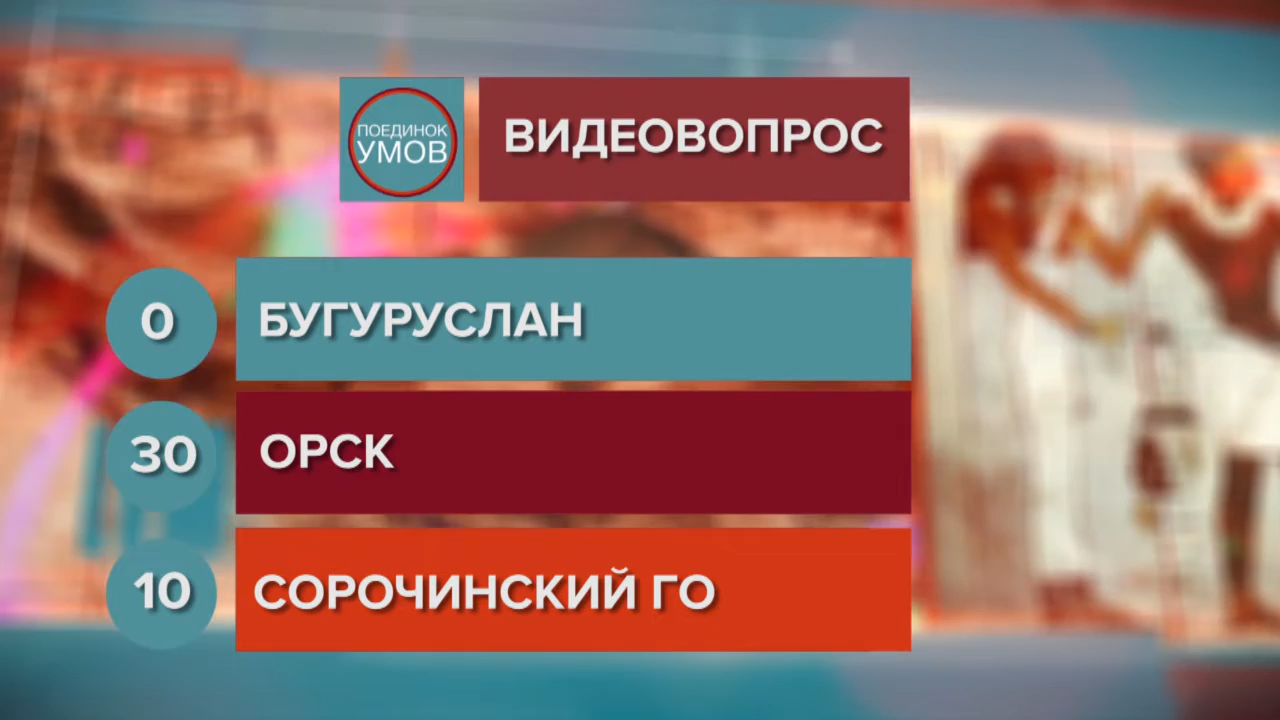 ПОЕДИНОК
УМОВ
ВИДЕОВОПРОС
0 БУГУРУСЛАН
30 ОРСК
10 СОРОЧИНСКИЙ ГО